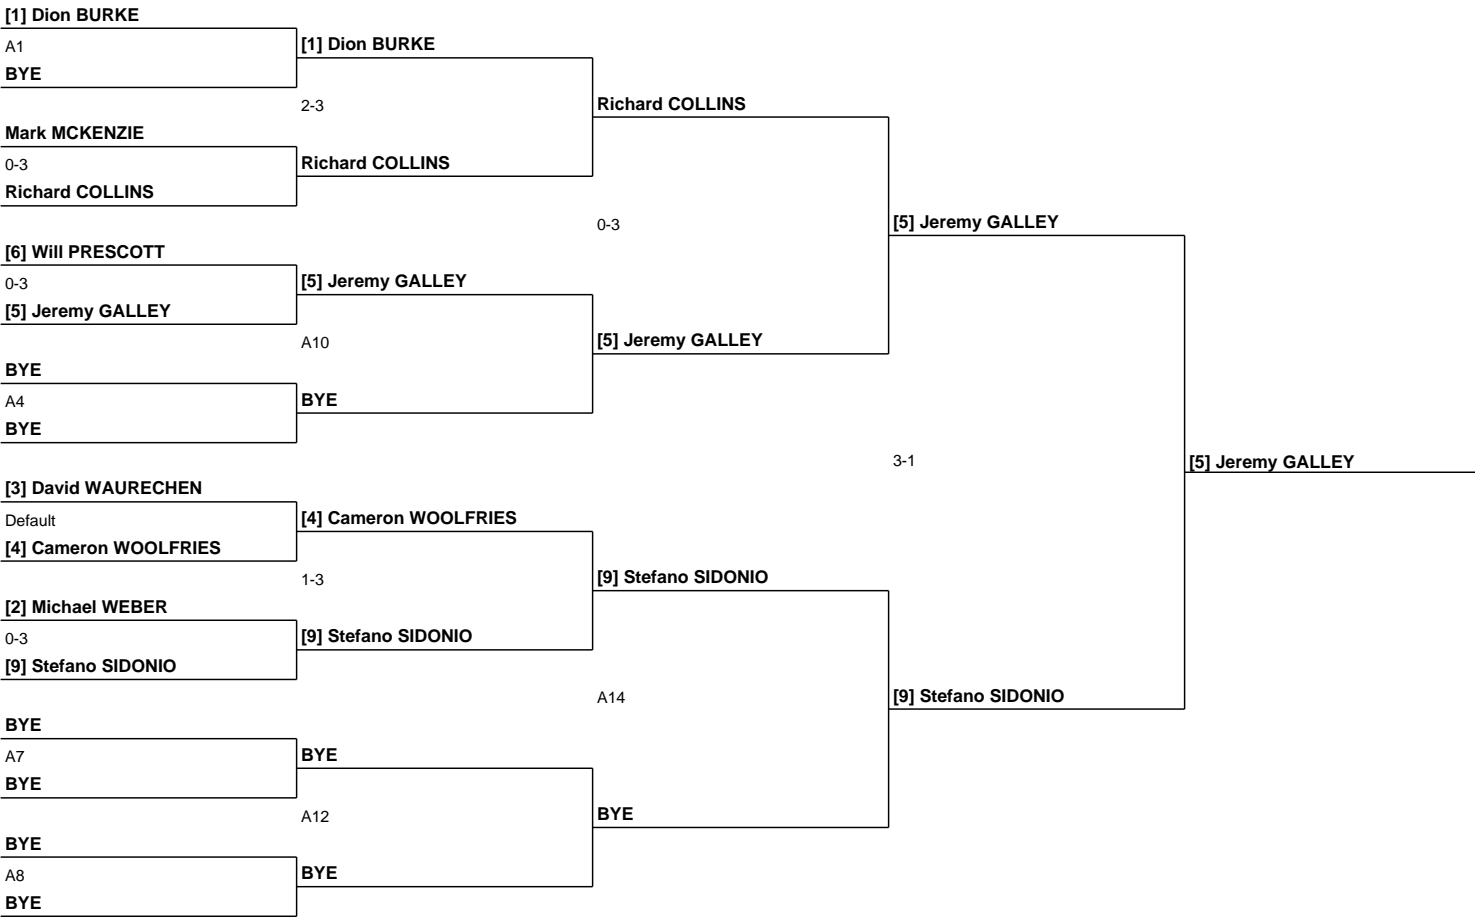 [1] Dion BURKE
A1
BYE
Mark MCKENZIE
0-3
Richard COLLINS
[6] Will PRESCOTT
0-3
[5] Jeremy GALLEY
BYE
A4
BYE
[3] David WAURECHEN
Default
[4] Cameron WOOLFRIES
[2] Michael WEBER
0-3
[9] Stefano SIDONIO
BYE
A7
BYE
BYE
A8
BYE
[1] Dion BURKE
2-3
Richard COLLINS
[5] Jeremy GALLEY
A10
BYE
[4] Cameron WOOLFRIES
1-3
[9] Stefano SIDONIO
BYE
A12
BYE
Richard COLLINS
0-3
[5] Jeremy GALLEY
[9] Stefano SIDONIO
A14
BYE
[5] Jeremy GALLEY
3-1
[9] Stefano SIDONIO
[5] Jeremy GALLEY